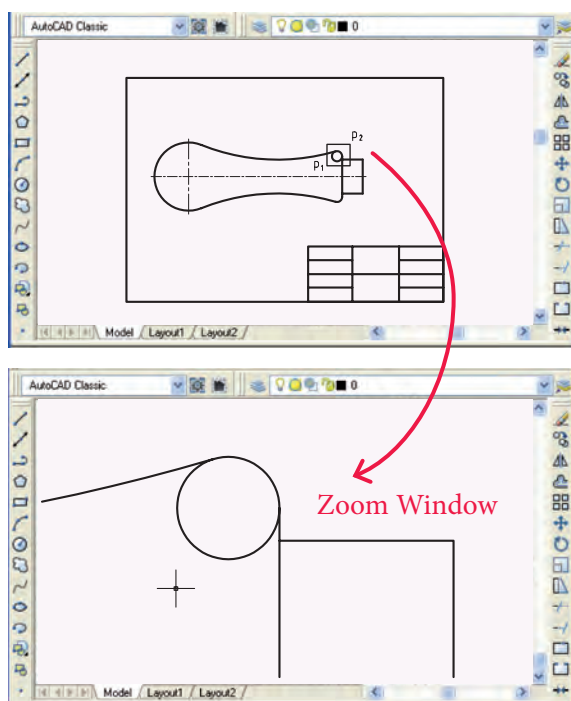 AutoCAD Classic 0
p2
p1
Model / Layout1 / Layout2 /
AutoCAD Classic 0
Zoom Window
Model / Layout1 / Layout2 /